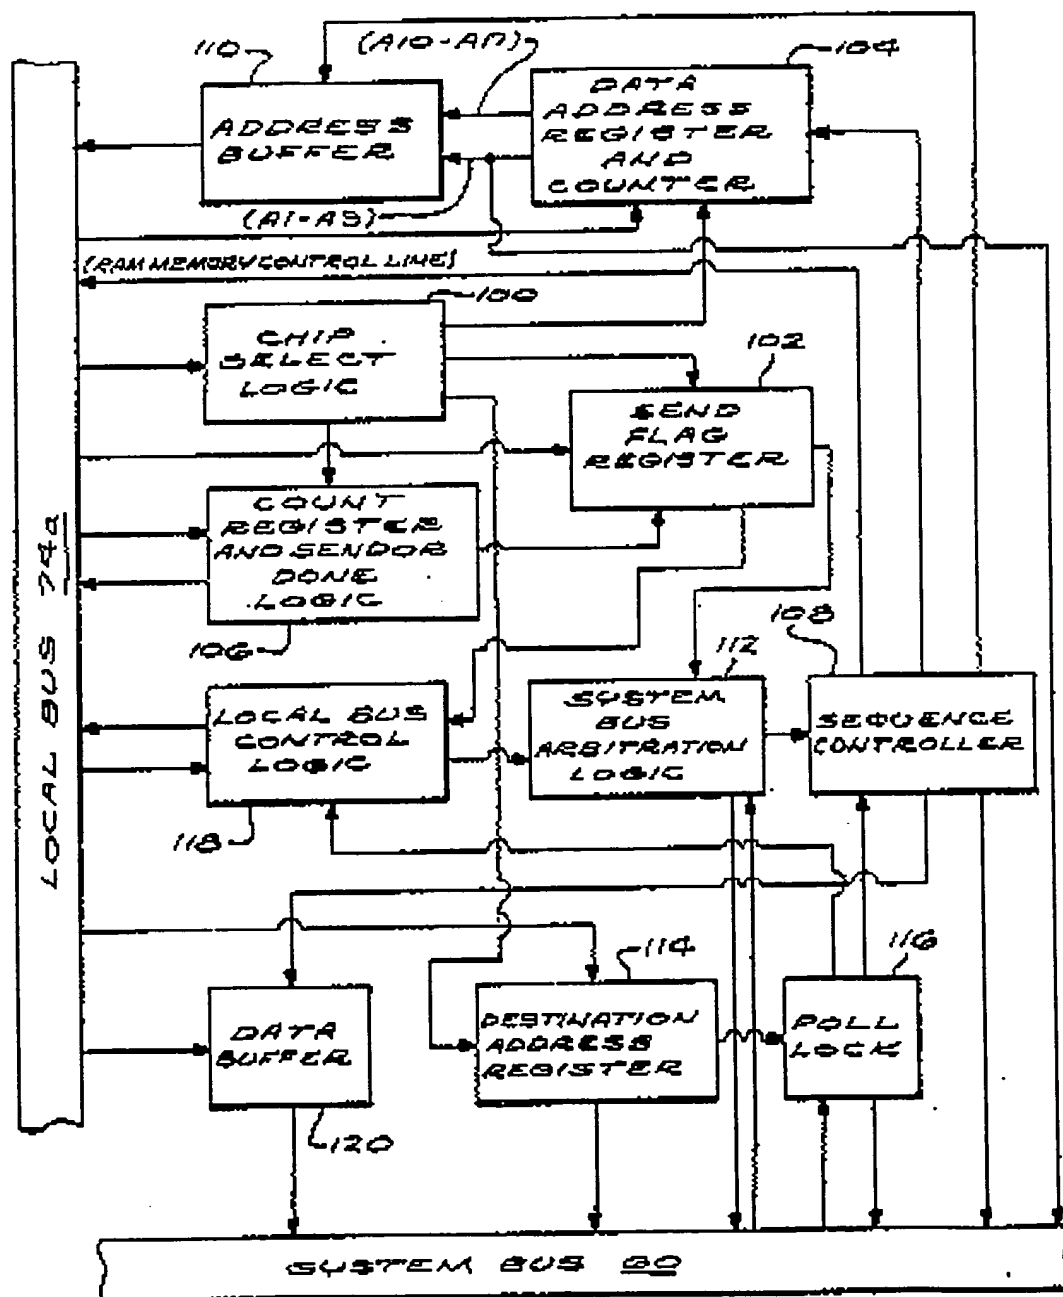 (A10-A17)
110
104
ADDRESS
BUFFER
DATA
ADDRESS
REGISTER
AND
COUNTER
(A1-A9)
(RAM MEMORY CONTROL LINE)
100
CHIP
SELECT
LOGIC
102
SEND
FLAG
REGISTER
COUNT
REGISTER
AND SENDOR
DONE
LOGIC
106
LOCAL BUS 74a
112
108
LOCAL BUS
CONTROL
LOGIC
118
SYSTEM
BUS
ARBITRATION
LOGIC
SEQUENCE
CONTROLLER
114
116
DATA
BUFFER
120
DESTINATION
ADDRESS
REGISTER
POLL
LOCK
SYSTEM BUS 80